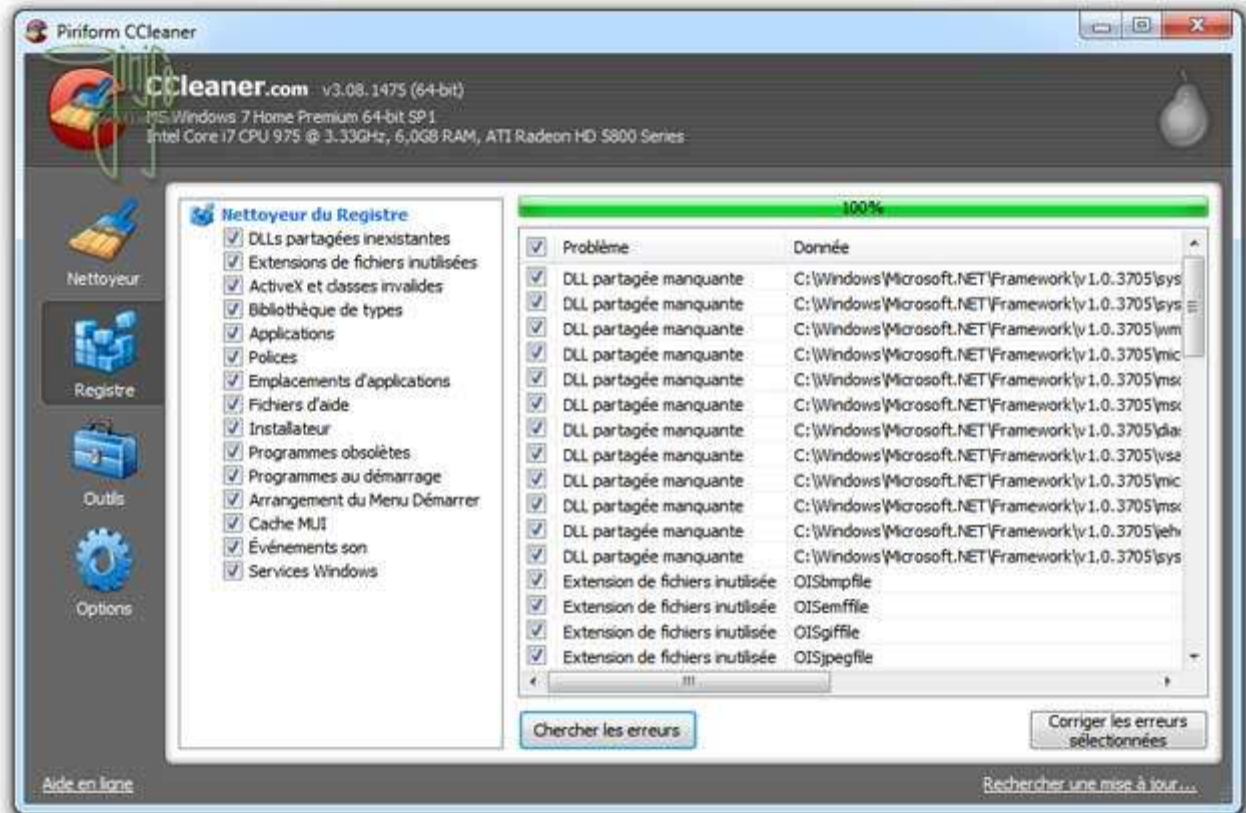 Piriform CCleaner
CCleaner.com v3.08.1475 (64-bit)
MS Windows 7 Home Premium 64-bit SP1
Intel Core i7 CPU 975 @ 3.33GHz, 6,0GB RAM, ATI Radeon HD 5800 Series
Nettoyeur
Registre
Outils
Options
Nettoyeur du Registre
DLLs partagées inexistantes
Extensions de fichiers inutilisées
ActiveX et classes invalides
Bibliothèque de types
Applications
Polices
Emplacements d'applications
Fichiers d'aide
Installateur
Programmes obsolètes
Programmes au démarrage
Arrangement du Menu Démarrer
Cache MUI
Événements son
Services Windows
100%
Problème Donnée
DLL partagée manquante C:\Windows\Microsoft.NET\Framework\v1.0.3705\sys
DLL partagée manquante C:\Windows\Microsoft.NET\Framework\v1.0.3705\sys
DLL partagée manquante C:\Windows\Microsoft.NET\Framework\v1.0.3705\wm
DLL partagée manquante C:\Windows\Microsoft.NET\Framework\v1.0.3705\mic
DLL partagée manquante C:\Windows\Microsoft.NET\Framework\v1.0.3705\msc
DLL partagée manquante C:\Windows\Microsoft.NET\Framework\v1.0.3705\msc
DLL partagée manquante C:\Windows\Microsoft.NET\Framework\v1.0.3705\dias
DLL partagée manquante C:\Windows\Microsoft.NET\Framework\v1.0.3705\vsa
DLL partagée manquante C:\Windows\Microsoft.NET\Framework\v1.0.3705\mic
DLL partagée manquante C:\Windows\Microsoft.NET\Framework\v1.0.3705\msc
DLL partagée manquante C:\Windows\Microsoft.NET\Framework\v1.0.3705\ieh
DLL partagée manquante C:\Windows\Microsoft.NET\Framework\v1.0.3705\sys
Extension de fichiers inutilisée OISbmpfile
Extension de fichiers inutilisée OISemffile
Extension de fichiers inutilisée OISgiffile
Extension de fichiers inutilisée OISjpegfile
Chercher les erreurs
Corriger les erreurs
sélectionnées
Aide en ligne
Rechercher une mise à jour...